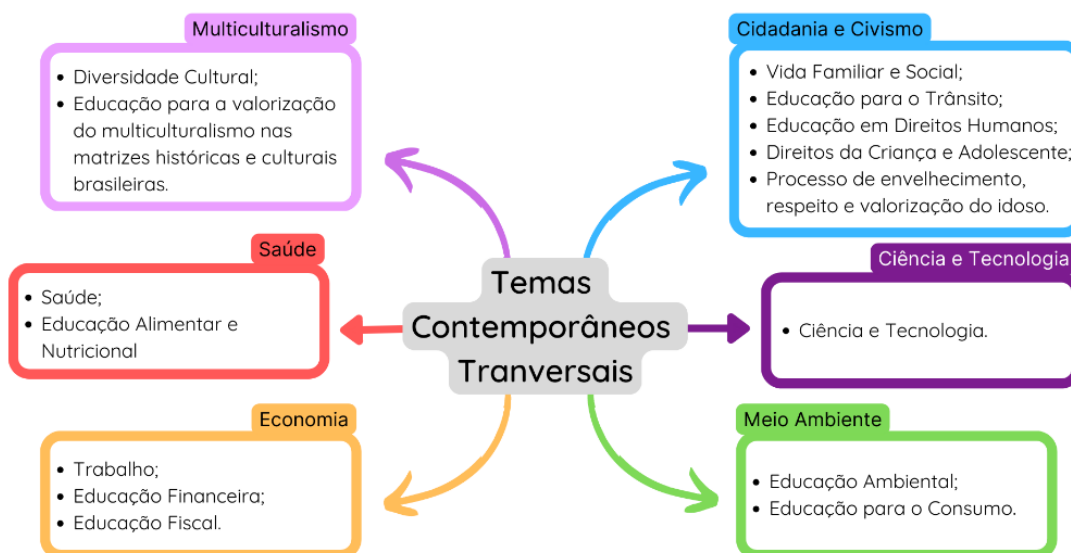 Multiculturalismo
• Diversidade Cultural;
• Educação para a valorização
do multiculturalismo nas
matrizes históricas e culturais
brasileiras.
Cidadania e Civismo
• Vida Familiar e Social;
• Educação para o Trânsito;
• Educação em Direitos Humanos;
• Direitos da Criança e Adolescente;
• Processo de envelhecimento,
respeito e valorização do idoso.
Saúde
• Saúde;
• Educação Alimentar e
Nutricional
Temas
Contemporâneos
Tranversais
Ciência e Tecnologia
• Ciência e Tecnologia.
Economia
• Trabalho;
• Educação Financeira;
• Educação Fiscal.
Meio Ambiente
• Educação Ambiental;
• Educação para o Consumo.